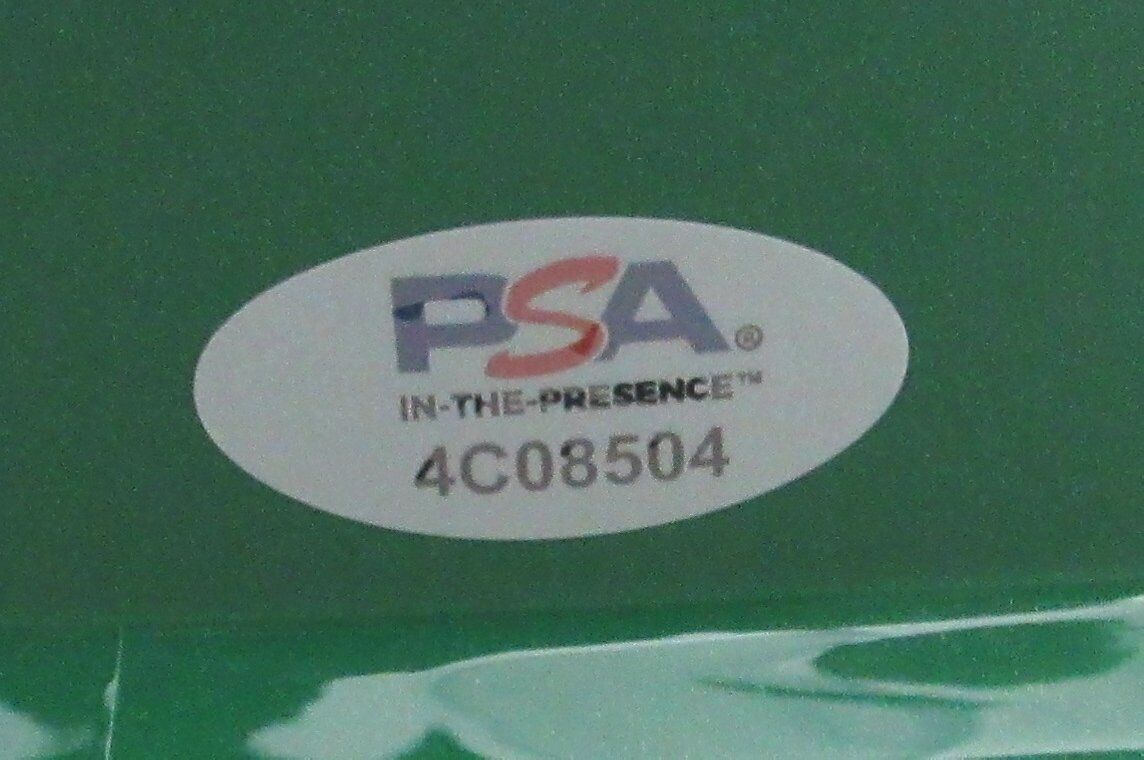 PSA®
IN-THE-PRESENCE™
4C08504